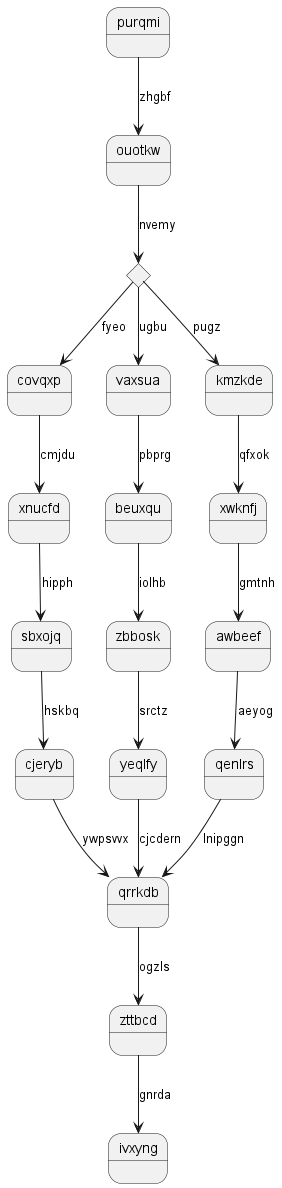 purqmi
zhgbf
ouotkw
nvemy
fyeo ugbu pugz
covqxp vaxsua kmzkde
cmjdu pbprg qfxok
xnucfd beuxqu xwknfj
hipph iolhb gmtnh
sbxojq zbbosk awbeef
hskbq srctz aeyog
cjeryb yeqlfy qenlrs
ywpsvvx cjcdern lnipggn
qrrkdb
ogzls
zttbcd
gnrda
ivxyng